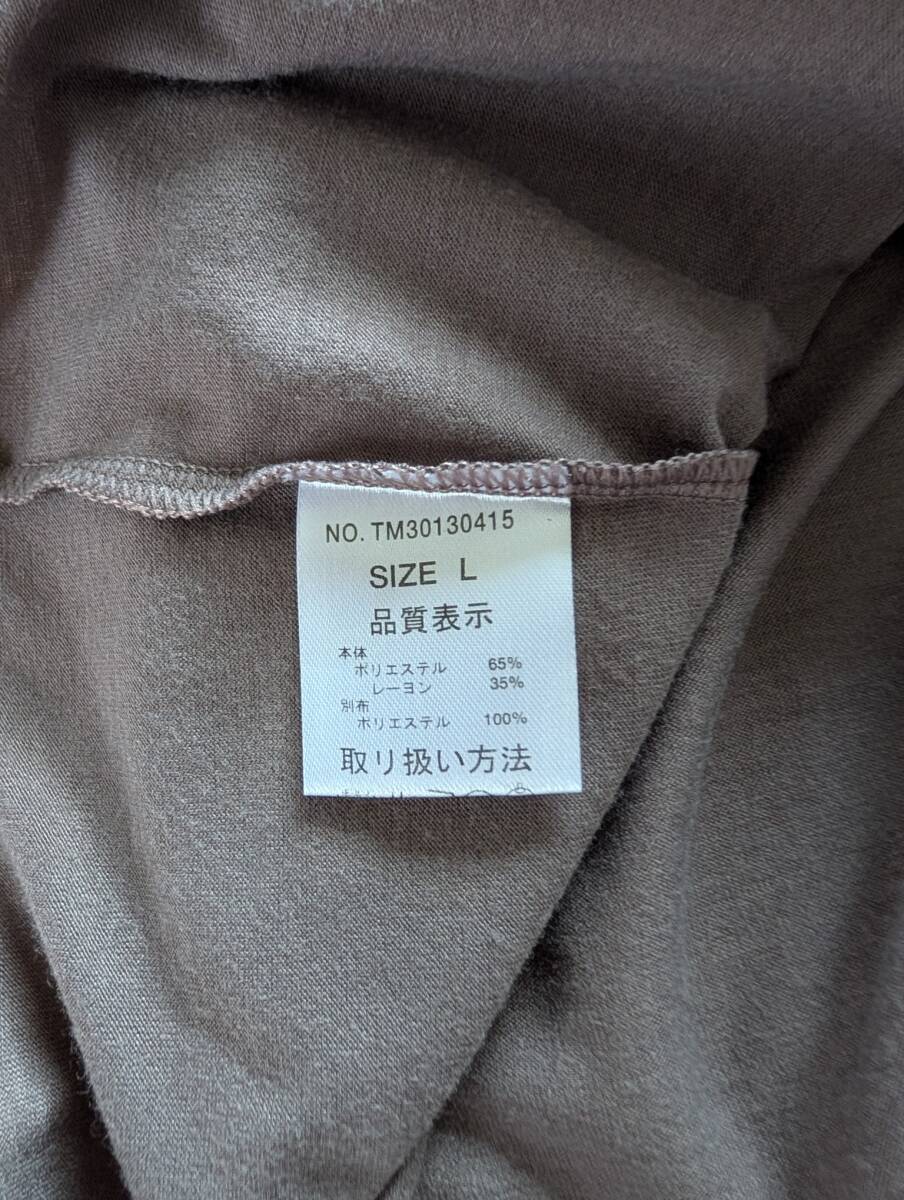 NO. TM30130415
SIZE L
品質表示
本体
ポリエステル 65%
レーヨン 35%
別布
ポリエステル 100%
取り扱い方法